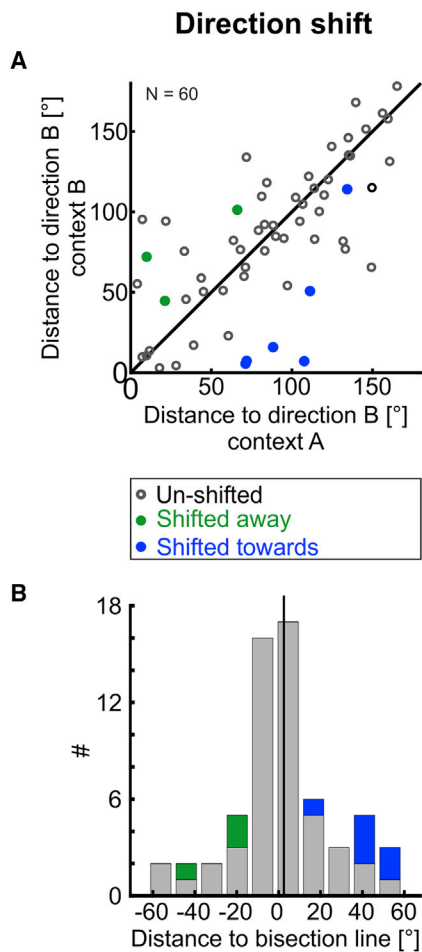 Direction shift
A
N = 60
Distance to direction B [°]
context B
150
100
50
0
0 50 100 150
Distance to direction B [°]
context A
Un-shifted
Shifted away
Shifted towards
B
18
12
6
0
#
-60 -40 -20 0 20 40 60
Distance to bisection line [°]